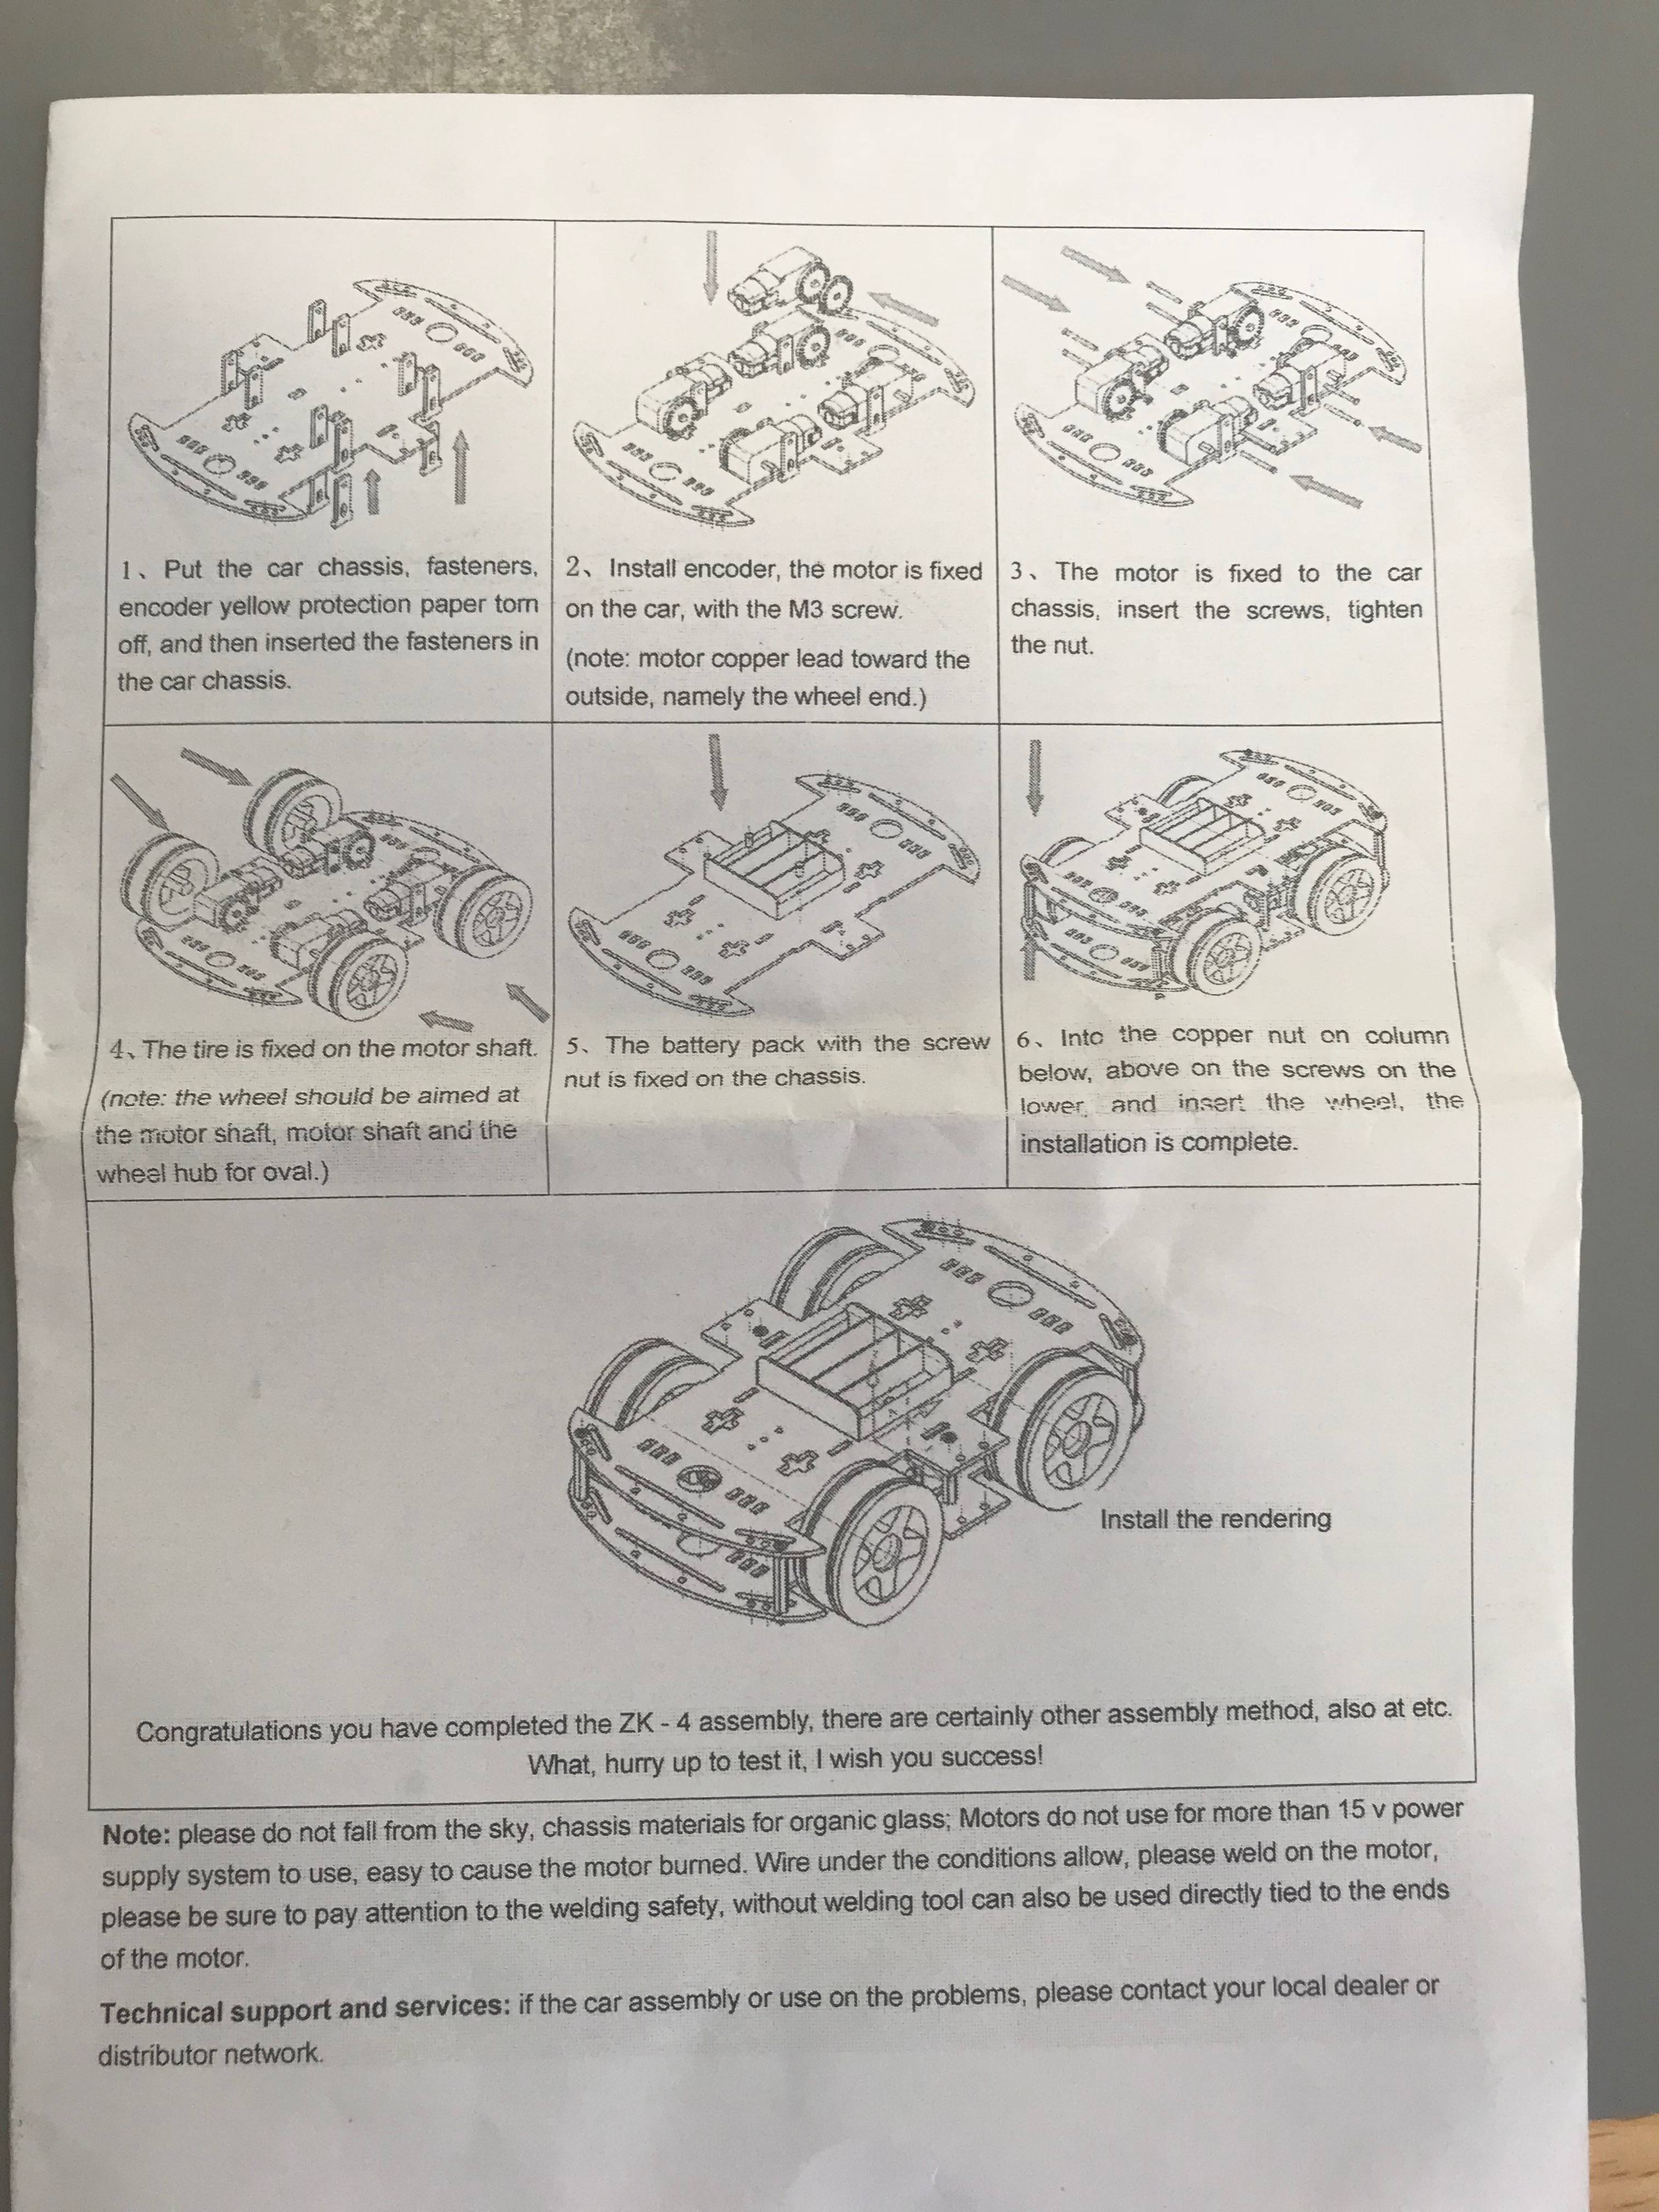 1、Put the car chassis, fasteners,
encoder yellow protection paper torn
off, and then inserted the fasteners in
the car chassis.
2、Install encoder, the motor is fixed
on the car, with the M3 screw.
(note: motor copper lead toward the
outside, namely the wheel end.)
3、The motor is fixed to the car
chassis, insert the screws, tighten
the nut.
4、The tire is fixed on the motor shaft.
(note: the wheel should be aimed at
the motor shaft, motor shaft and the
wheel hub for oval.)
5、The battery pack with the screw
nut is fixed on the chassis.
6、Into the copper nut on column
below, above on the screws on the
lower, and insert the wheel, the
installation is complete.
Install the rendering
Congratulations you have completed the ZK - 4 assembly, there are certainly other assembly method, also at etc.
What, hurry up to test it, I wish you success!
Note: please do not fall from the sky, chassis materials for organic glass; Motors do not use for more than 15 v power
supply system to use, easy to cause the motor burned. Wire under the conditions allow, please weld on the motor,
please be sure to pay attention to the welding safety, without welding tool can also be used directly tied to the ends
of the motor.
Technical support and services: if the car assembly or use on the problems, please contact your local dealer or
distributor network.